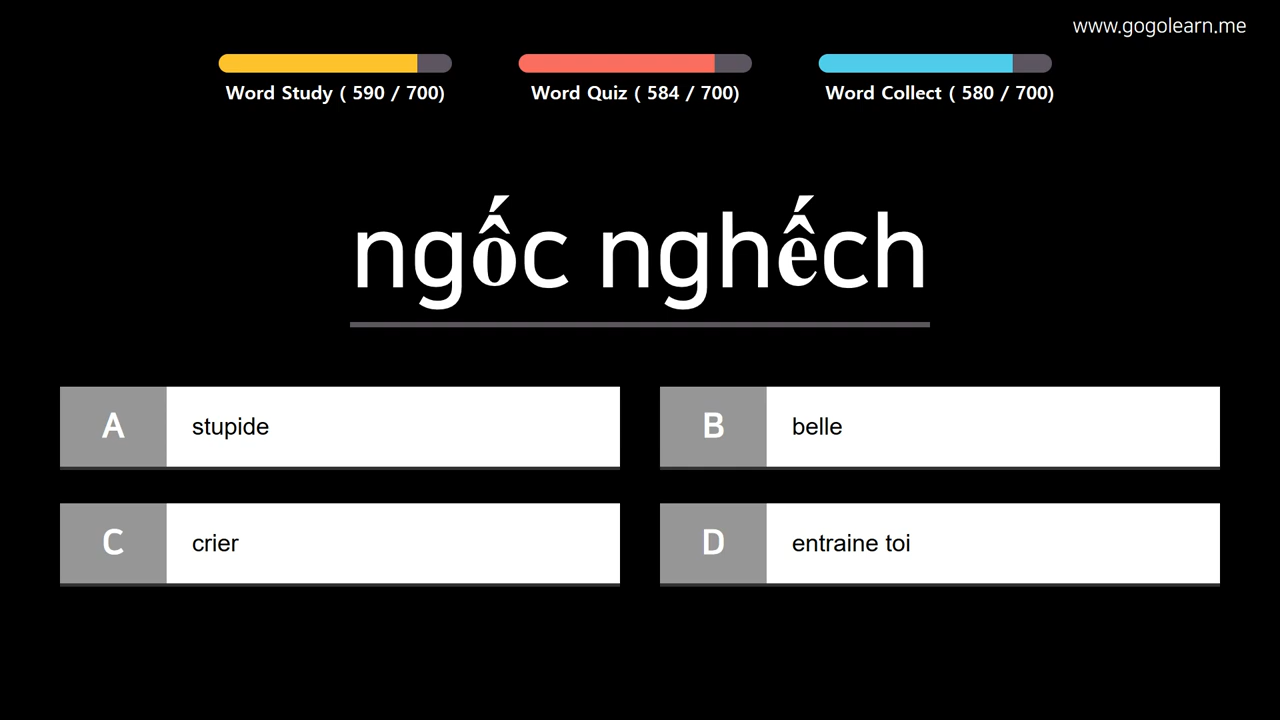 www.gogolearn.me
Word Study ( 590 / 700)
Word Quiz ( 584 / 700)
Word Collect ( 580 / 700)
ngốc nghếch
A stupide
B belle
C crier
D entraine toi